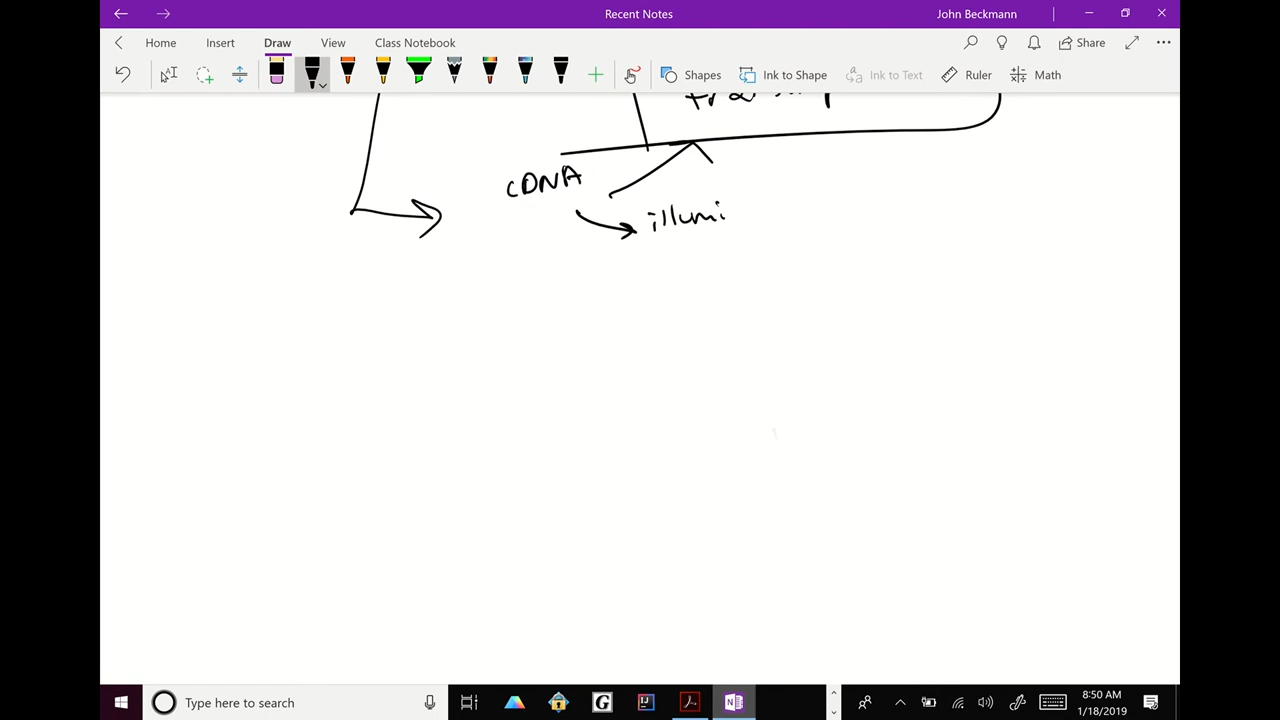 Recent Notes
John Beckmann
Home Insert Draw View Class Notebook
Share
Shapes Ink to Shape Ink to Text Ruler Math
cDNA
illumi
Type here to search
8:50 AM
1/18/2019